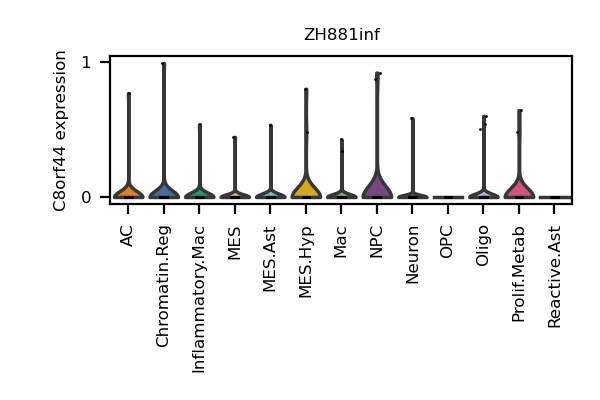 ZH881inf
C8orf44 expression
1
0
AC
Chromatin.Reg
Inflammatory.Mac
MES
MES.Ast
MES.Hyp
Mac
NPC
Neuron
OPC
Oligo
Prolif.Metab
Reactive.Ast